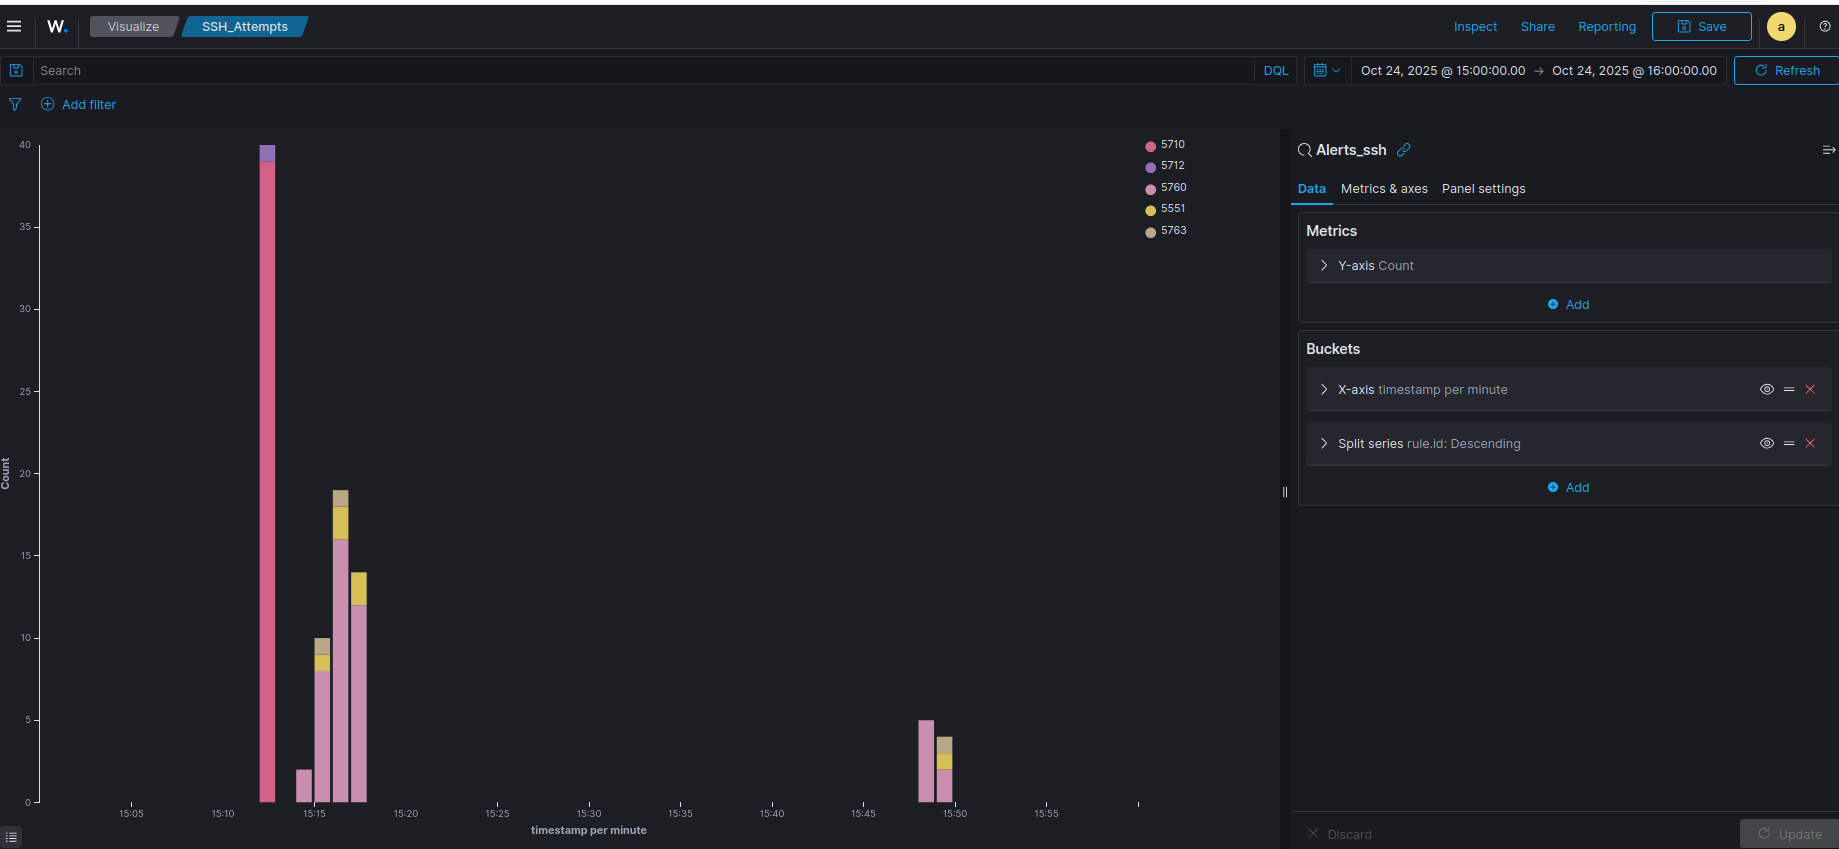 W.
Visualize
SSH_Attempts
Inspect
Share
Reporting
Save
a
Search
DQL
Oct 24, 2025 @ 15:00:00.00 → Oct 24, 2025 @ 16:00:00.00
Refresh
Add filter
40
35
30
25
20
15
10
5
0
Count
15:05
15:10
15:15
15:20
15:25
15:30
15:35
15:40
15:45
15:50
15:55
timestamp per minute
5710
5712
5760
5551
5763
Alerts_ssh
Data
Metrics & axes
Panel settings
Metrics
Y-axis Count
Add
Buckets
X-axis timestamp per minute
Split series rule.id: Descending
Add
Discard
Update